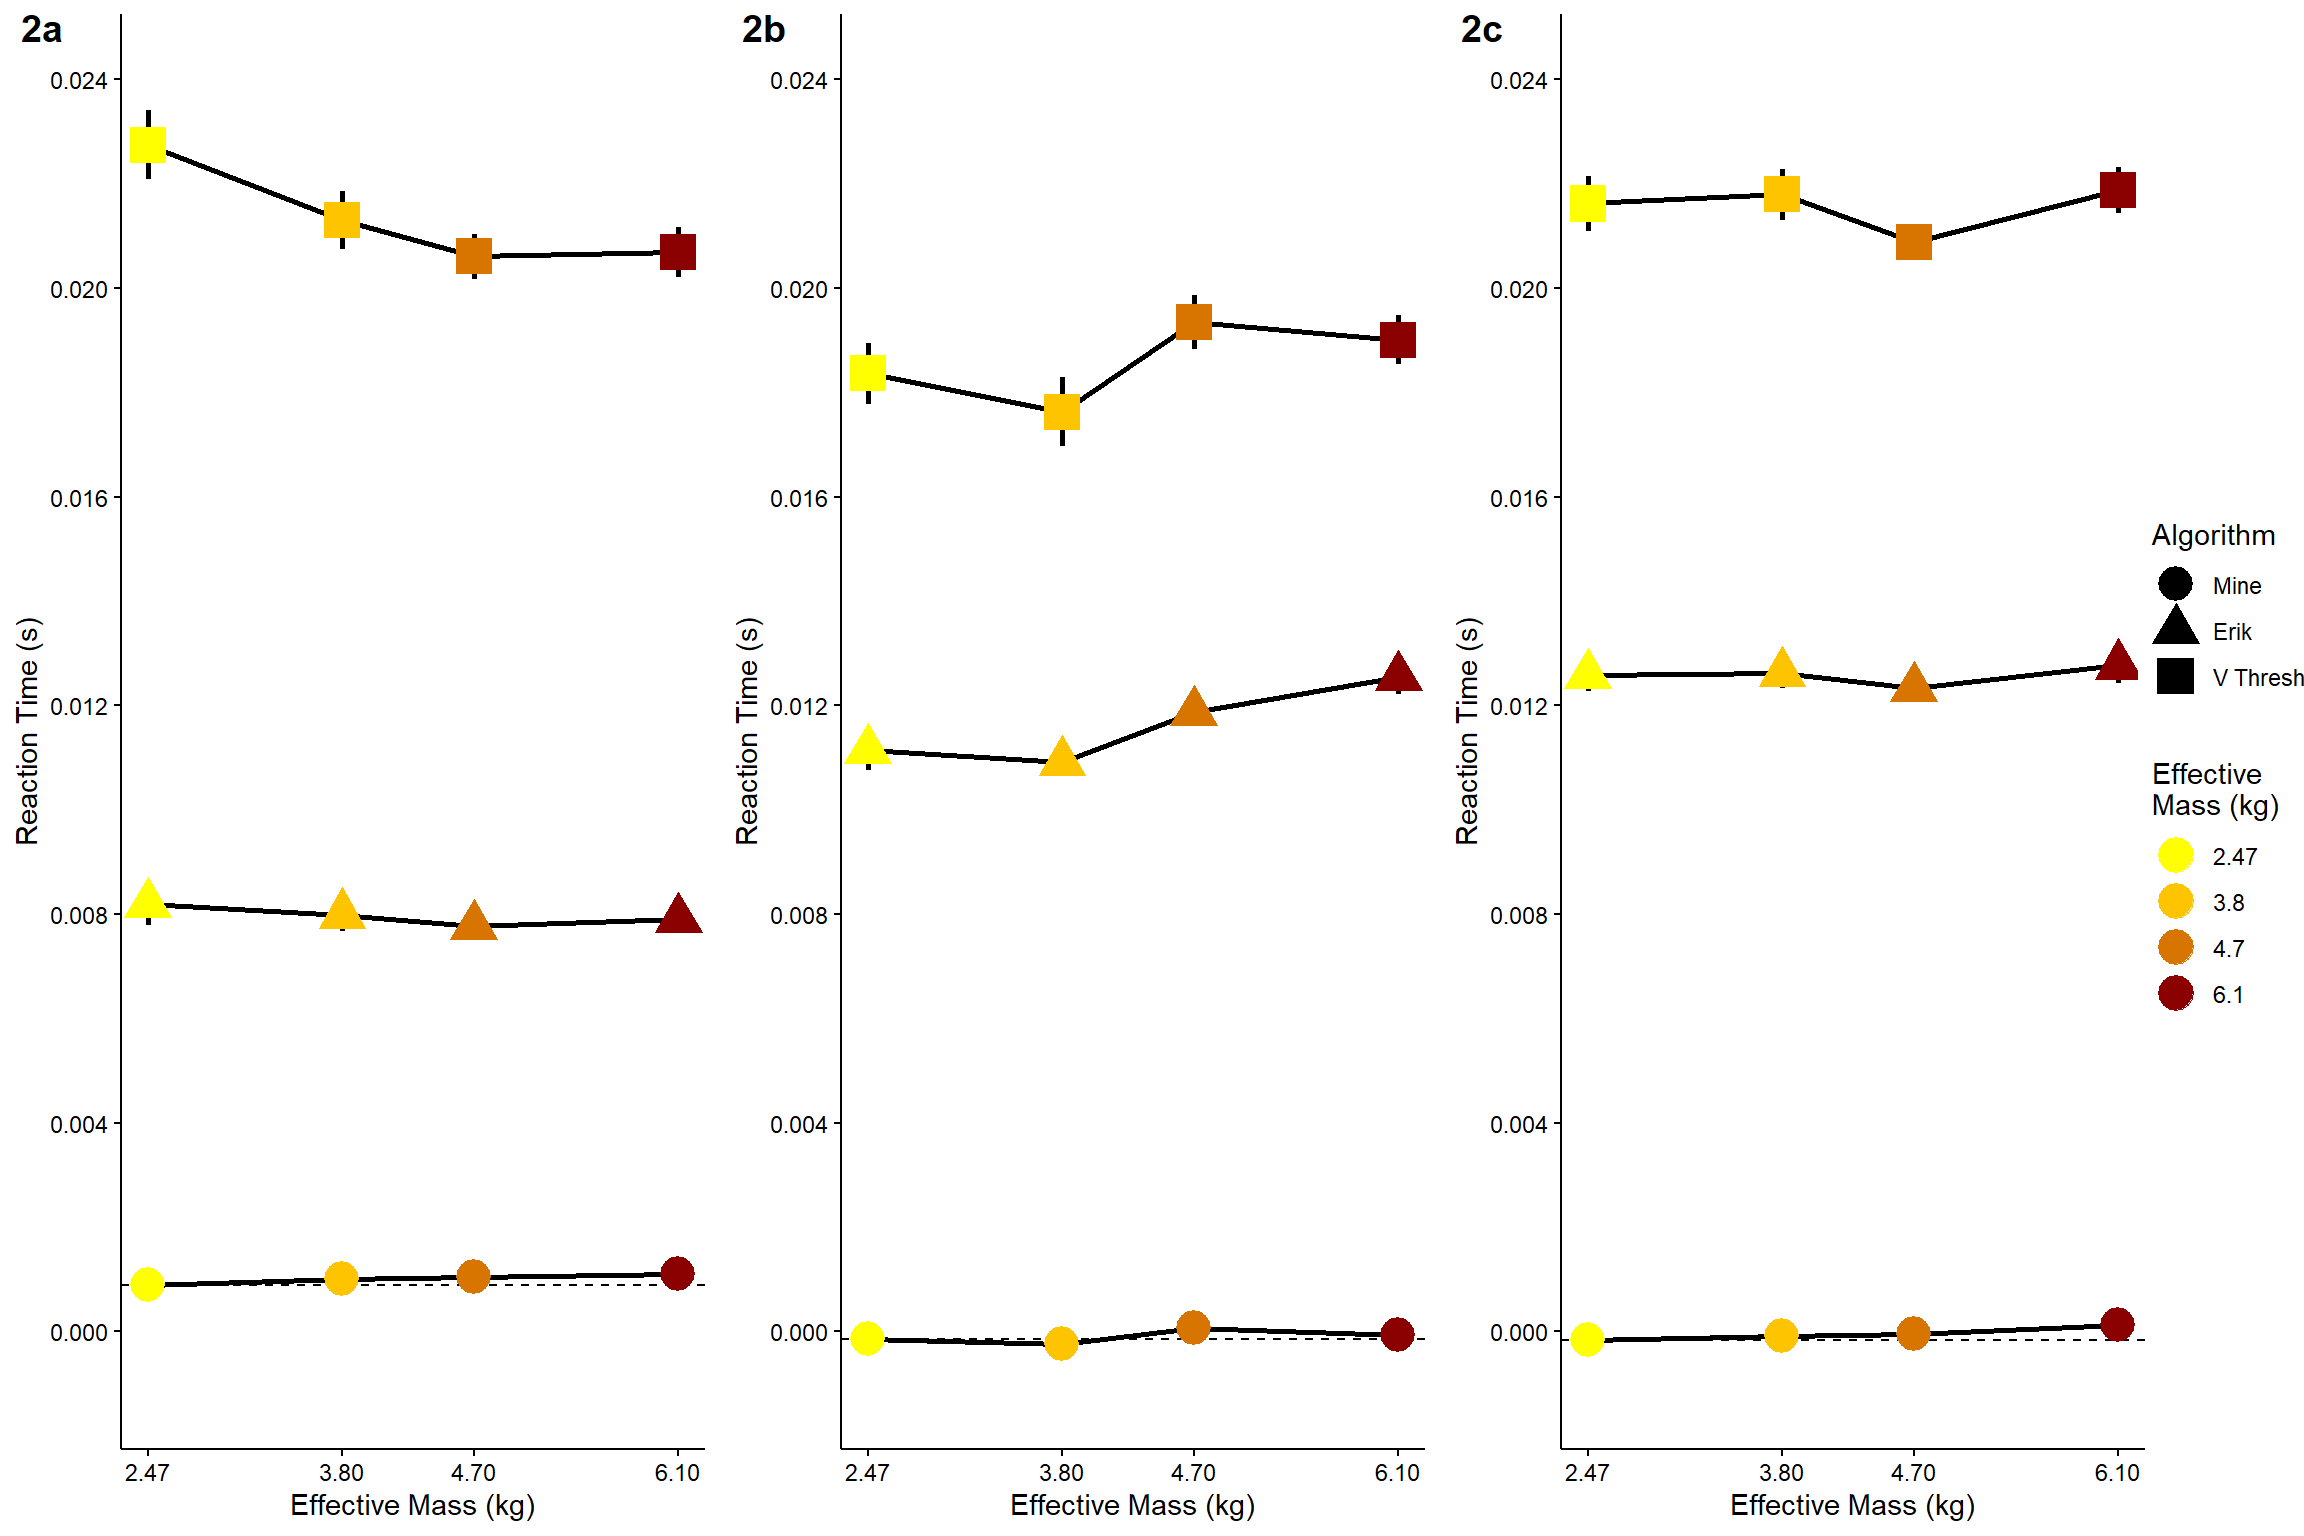 2a
0.024
0.020
0.016
0.012
0.008
0.004
0.000
Reaction Time (s)
2.47 3.80 4.70 6.10
Effective Mass (kg)
2b
0.024
0.020
0.016
0.012
0.008
0.004
0.000
Reaction Time (s)
2.47 3.80 4.70 6.10
Effective Mass (kg)
2c
0.024
0.020
0.016
0.012
0.008
0.004
0.000
Reaction Time (s)
2.47 3.80 4.70 6.10
Effective Mass (kg)
Algorithm
Mine
Erik
V Thresh
Effective
Mass (kg)
2.47
3.8
4.7
6.1